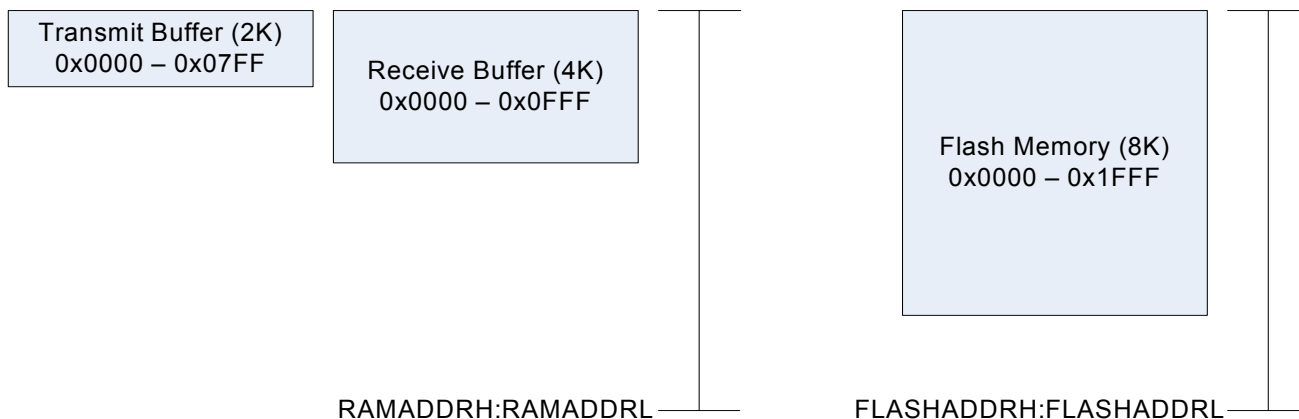 Transmit Buffer (2K)
0x0000 – 0x07FF
Receive Buffer (4K)
0x0000 – 0x0FFF
Flash Memory (8K)
0x0000 – 0x1FFF
RAMADDRH:RAMADDRL
FLASHADDRH:FLASHADDRL